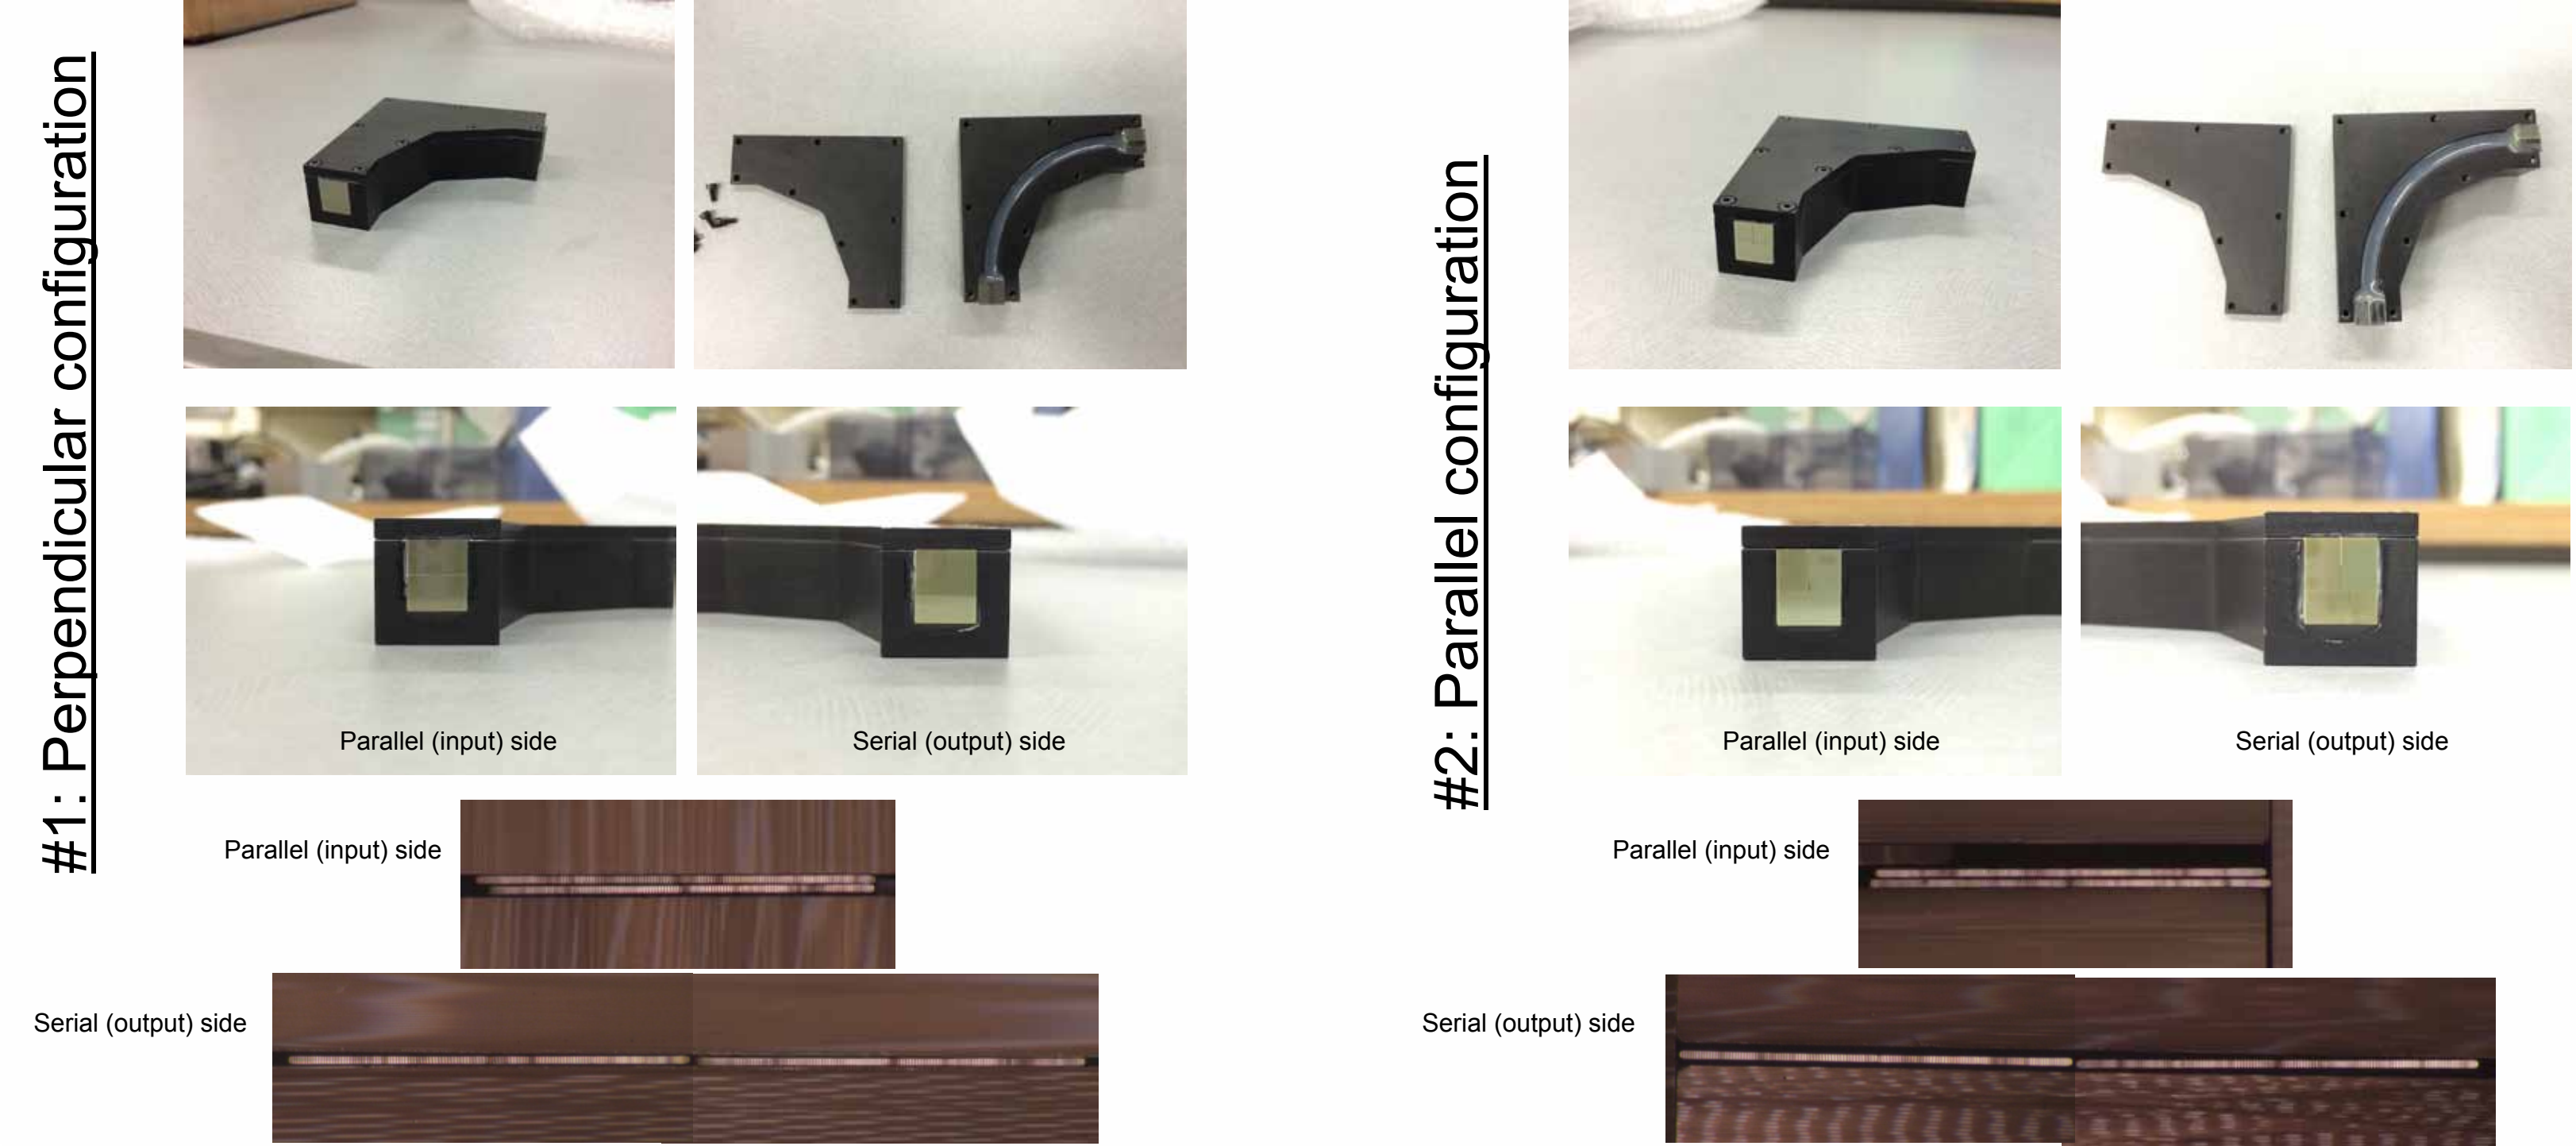 #1: Perpendicular configuration
Parallel (input) side
Serial (output) side
Parallel (input) side
Serial (output) side
#2: Parallel configuration
Parallel (input) side
Serial (output) side
Parallel (input) side
Serial (output) side